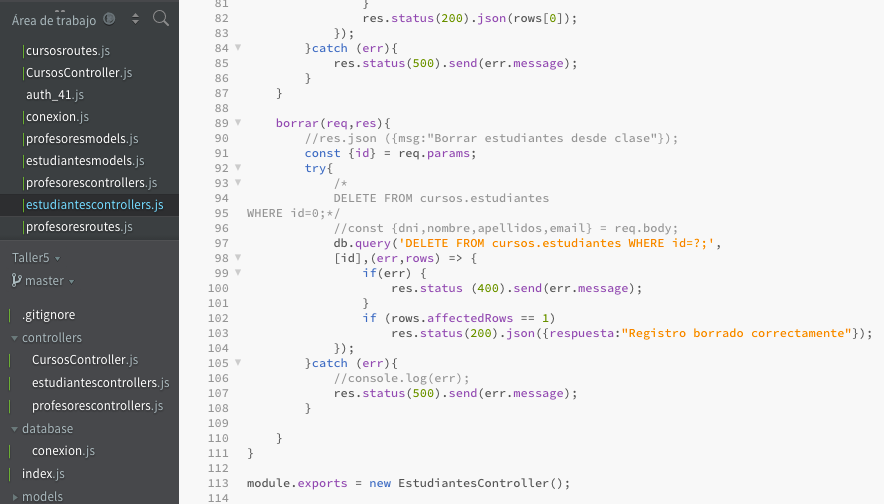 Área de trabajo
cursosroutes.js
CursosController.js
auth_41.js
conexion.js
profesoresmodels.js
estudiantesmodels.js
profesorescontrollers.js
estudiantescontrollers.js
profesoresroutes.js
Taller5
master
.gitignore
controllers
CursosController.js
estudiantescontrollers.js
profesorescontrollers.js
database
conexion.js
index.js
models
81 }
82 res.status(200).json(rows[0]);
83 });
84 }catch (err){
85 res.status(500).send(err.message);
86 }
87 }
88
89 borrar(req,res){
90 //res.json ({msg:"Borrar estudiantes desde clase"});
91 const {id} = req.params;
92 try{
93 /*
94 DELETE FROM cursos.estudiantes
95 WHERE id=0;*/
96 //const {dni,nombre,apellidos,email} = req.body;
97 db.query('DELETE FROM cursos.estudiantes WHERE id=?;',
98 [id],(err,rows) => {
99 if(err) {
100 res.status (400).send(err.message);
101 }
102 if (rows.affectedRows == 1)
103 res.status(200).json({respuesta:"Registro borrado correctamente"});
104 });
105 }catch (err){
106 //console.log(err);
107 res.status(500).send(err.message);
108 }
109
110 }
111 }
112
113 module.exports = new EstudiantesController();
114